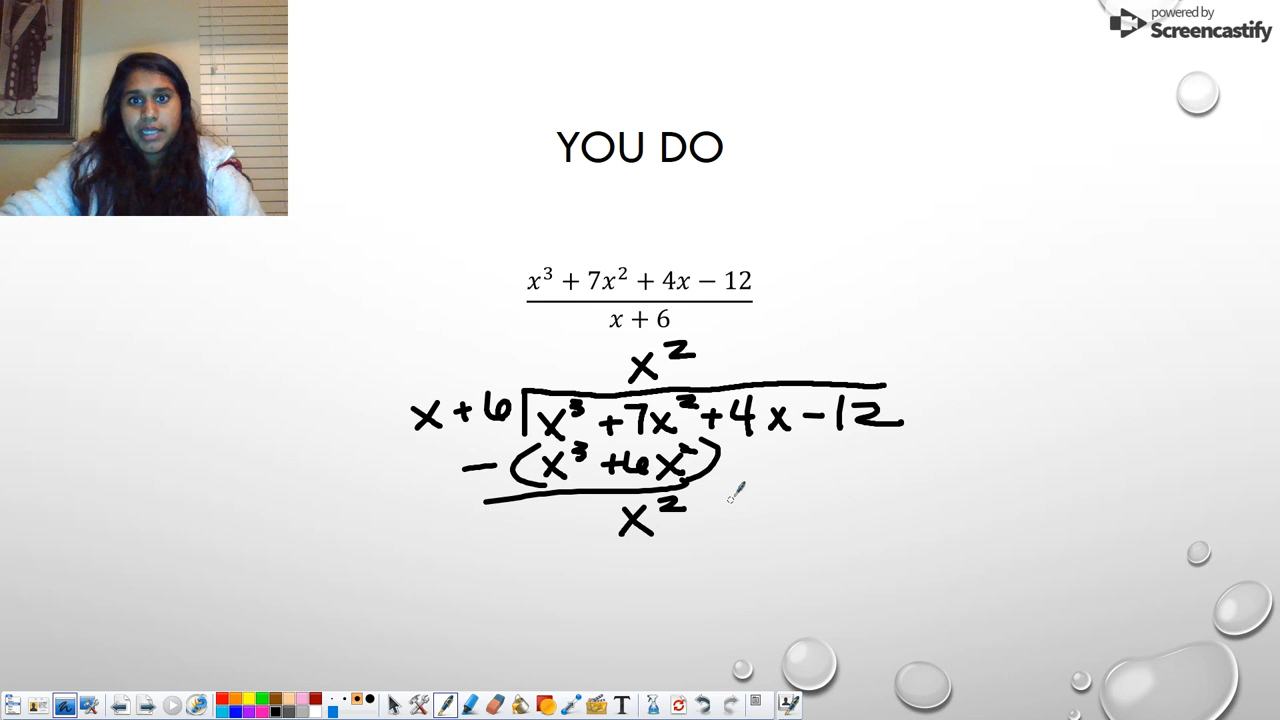 powered by
Screencastify
YOU DO
x³ + 7x² + 4x − 12
x + 6
x²
x + 6 x³ + 7x² + 4x − 12
− (x³ + 6x²)
x²
T